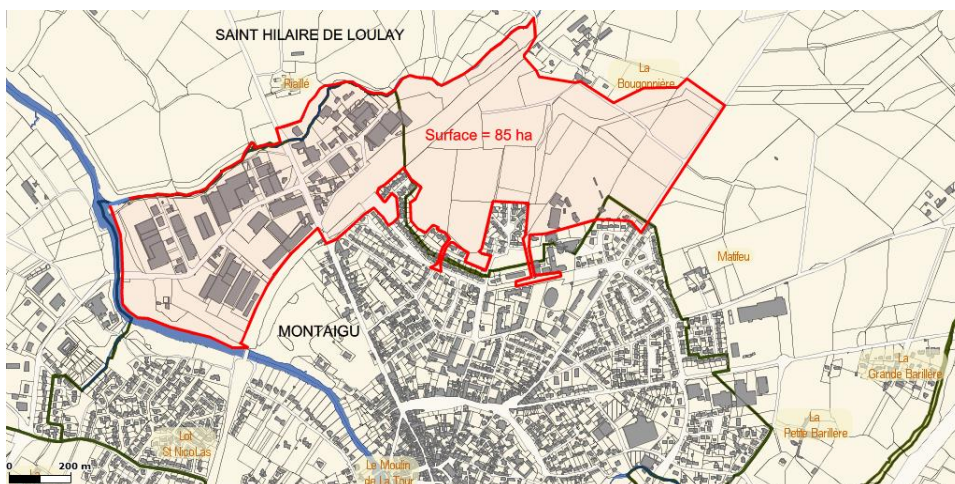 SAINT HILAIRE DE LOULAY
Riaillé
La
Bougonnière
Surface = 85 ha
Matifeu
MONTAIGU
La
Grande Barillère
La
Petite Barillère
Lot
St Nicolas
Le Moulin
de La Tour
0 200 m